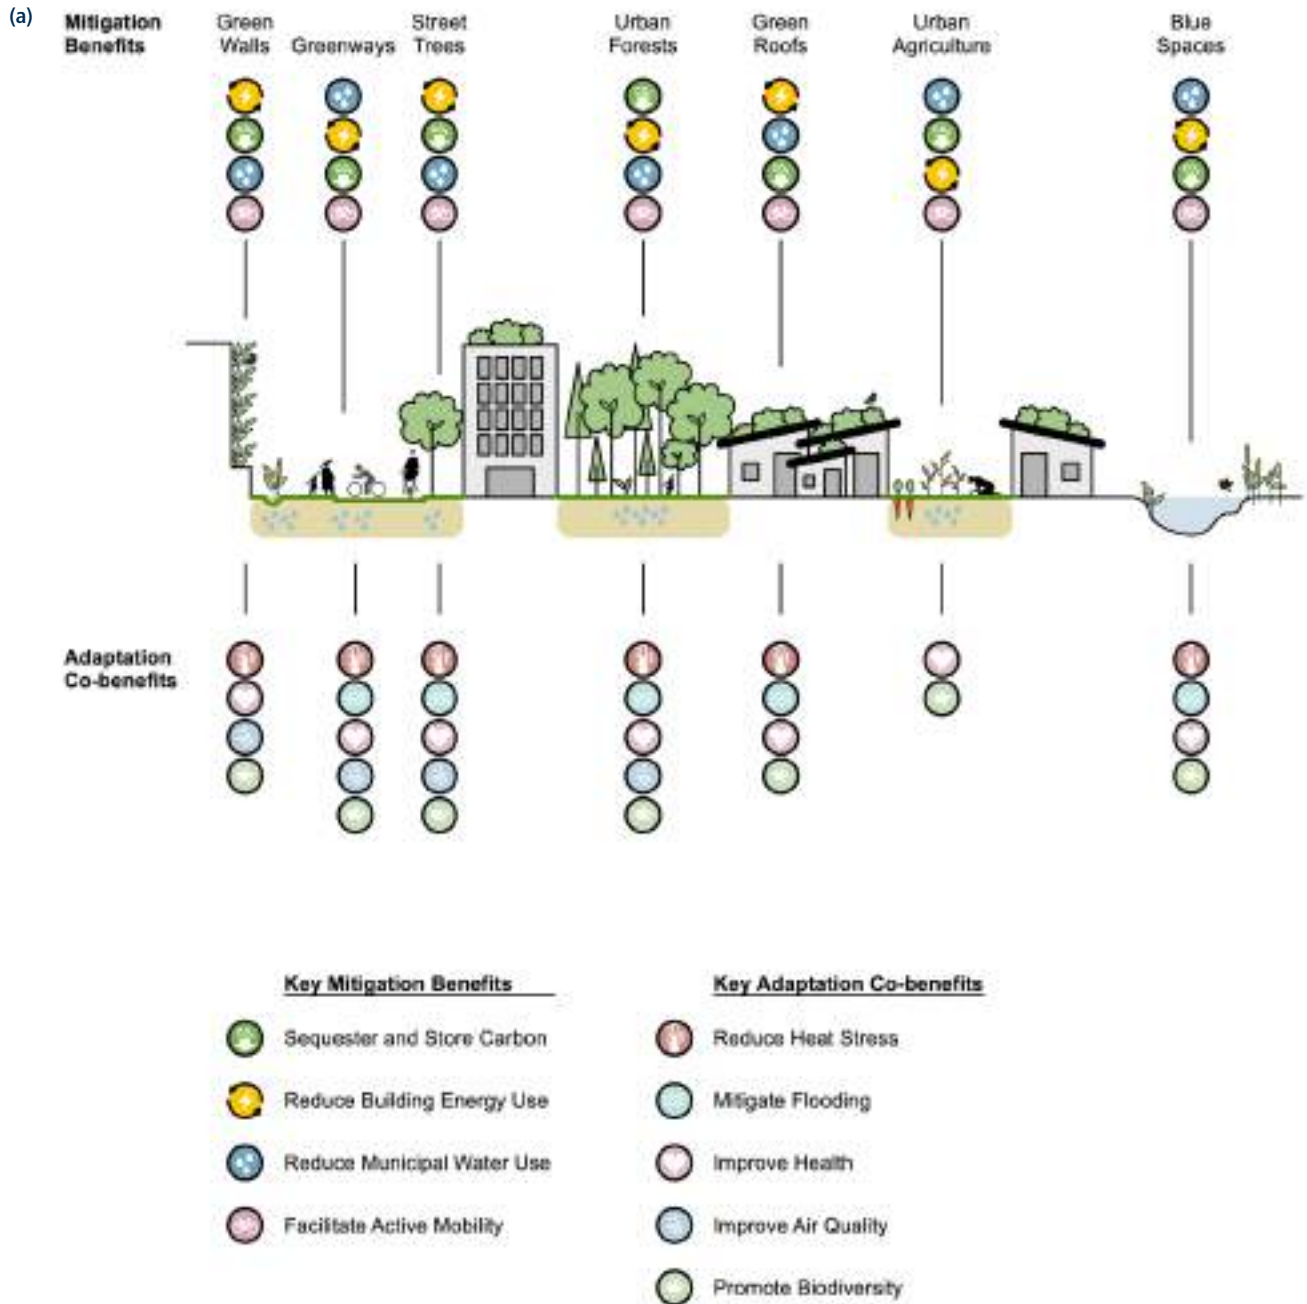 (a)
Mitigation
Benefits
Green
Walls
Greenways
Street
Trees
Urban
Forests
Green
Roofs
Urban
Agriculture
Blue
Spaces
Adaptation
Co-benefits
Key Mitigation Benefits
Sequester and Store Carbon
Reduce Building Energy Use
Reduce Municipal Water Use
Facilitate Active Mobility
Key Adaptation Co-benefits
Reduce Heat Stress
Mitigate Flooding
Improve Health
Improve Air Quality
Promote Biodiversity